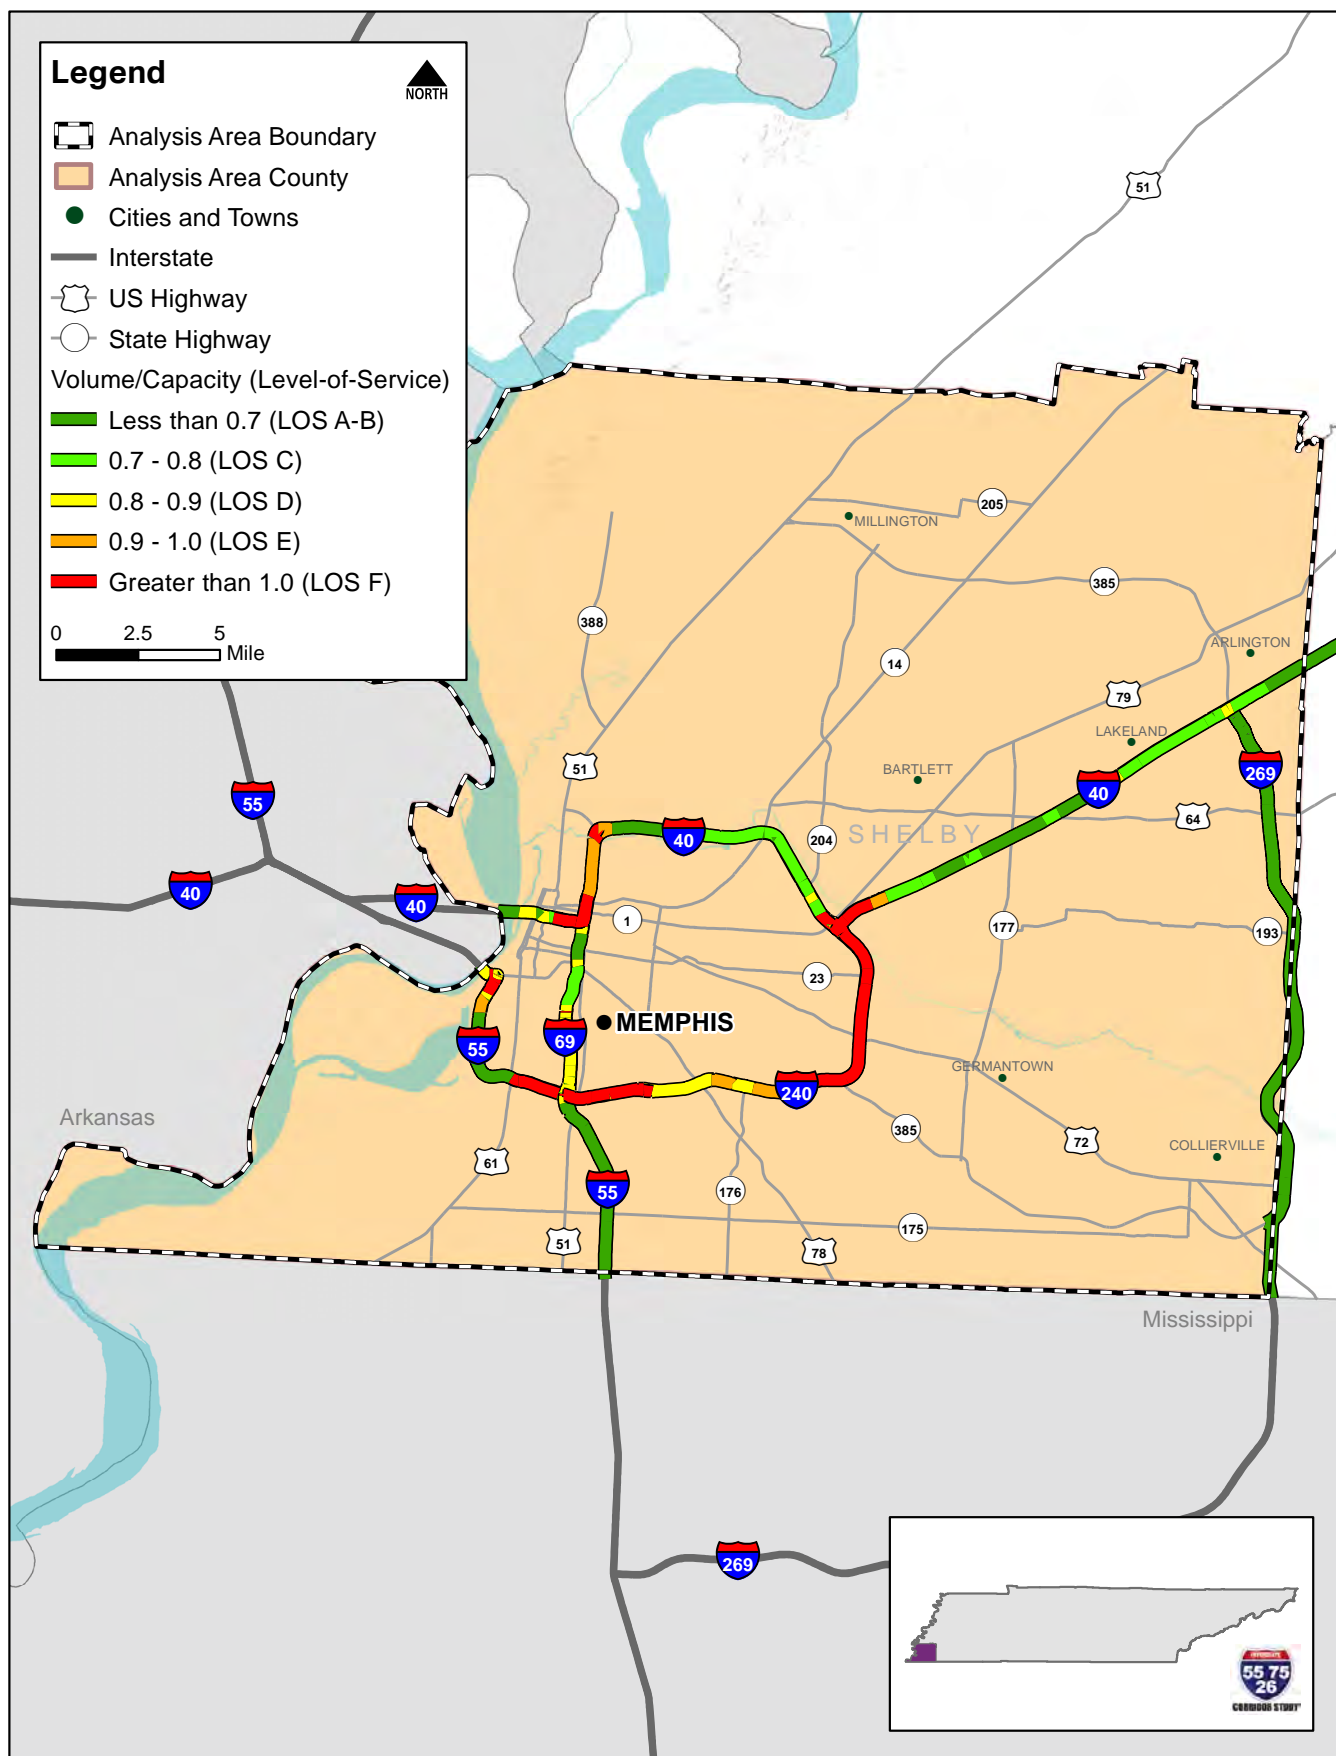 Legend
NORTH
Analysis Area Boundary
Analysis Area County
Cities and Towns
Interstate
US Highway
State Highway
Volume/Capacity (Level-of-Service)
Less than 0.7 (LOS A-B)
0.7 - 0.8 (LOS C)
0.8 - 0.9 (LOS D)
0.9 - 1.0 (LOS E)
Greater than 1.0 (LOS F)
0 2.5 5
Mile
51
205
MILLINGTON
385
388
ARLINGTON
14
79
LAKELAND
51
BARTLETT
269
55
40
64
40
204
SHELBY
40
40
1
177
193
23
MEMPHIS
69
55
GERMANTOWN
240
Arkansas
385
72
COLLIERVILLE
61
55
176
175
51
78
Mississippi
269
INTERSTATE
55 75
26
CORRIDOR STUDY